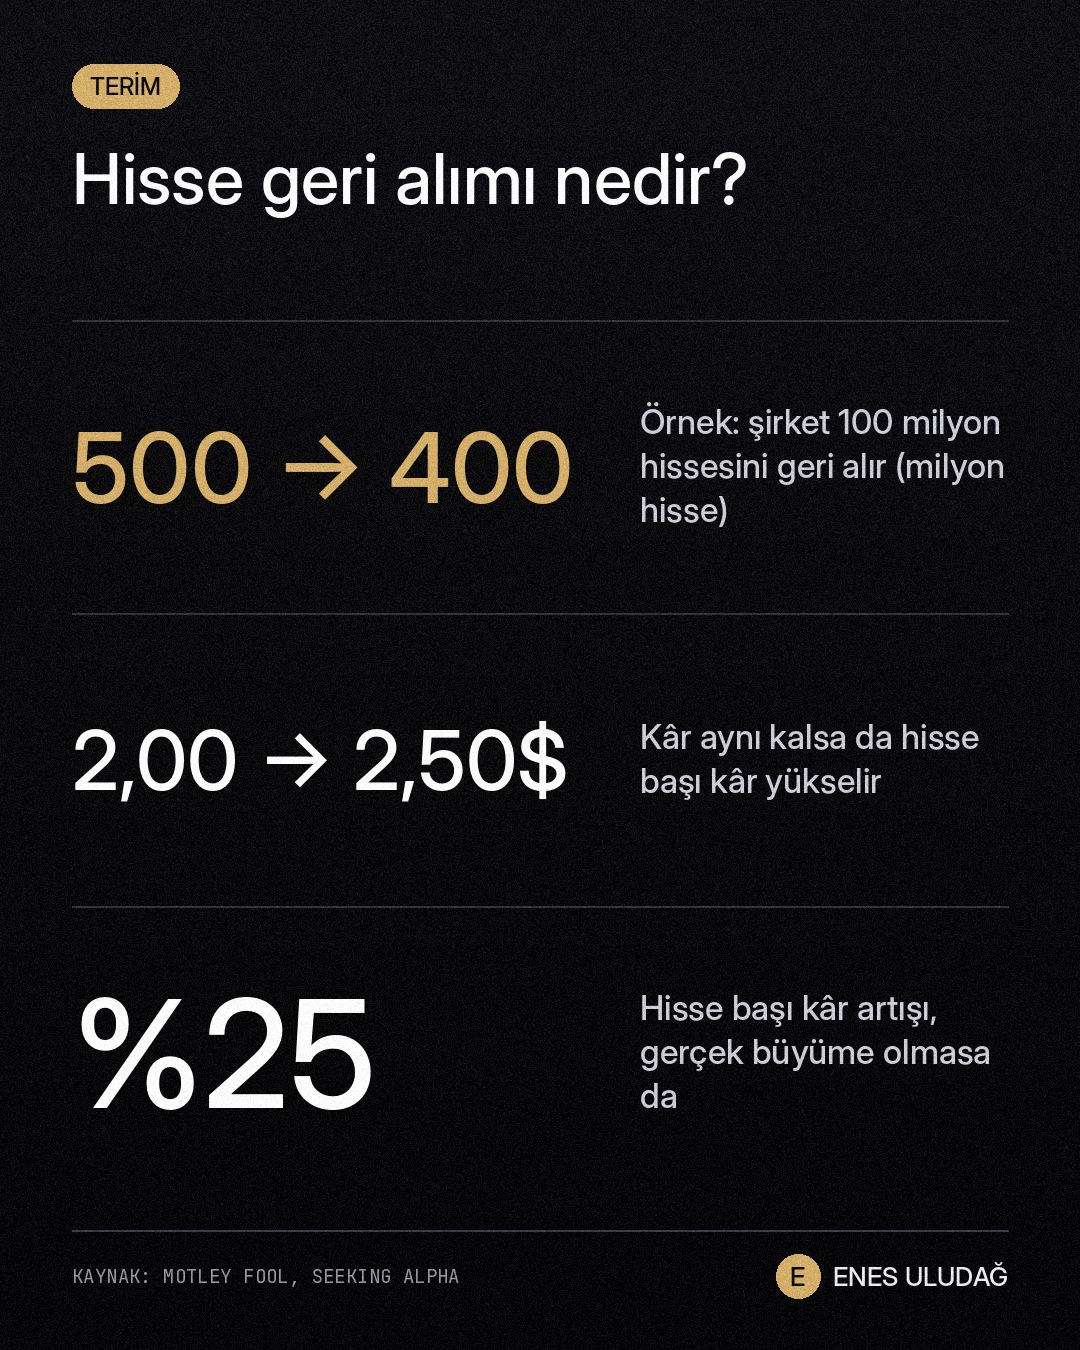 TERİM
Hisse geri alımı nedir?
500 → 400
Örnek: şirket 100 milyon
hissesini geri alır (milyon
hisse)
2,00 → 2,50$
Kâr aynı kalsa da hisse
başı kâr yükselir
%25
Hisse başı kâr artışı,
gerçek büyüme olmasa
da
KAYNAK: MOTLEY FOOL, SEEKING ALPHA
E ENES ULUDAĞ